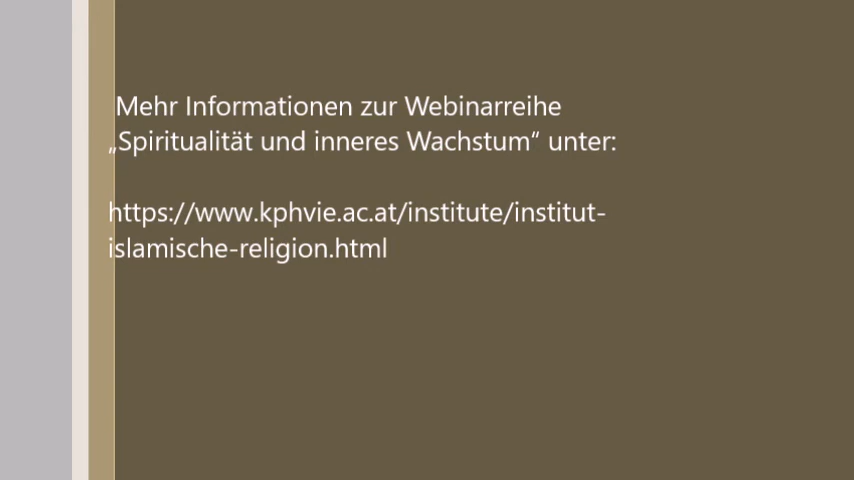 Mehr Informationen zur Webinarreihe
„Spiritualität und inneres Wachstum“ unter:
https://www.kphvie.ac.at/institute/institut-
islamische-religion.html